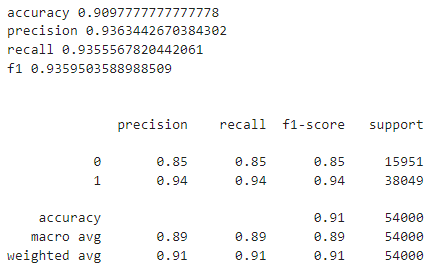 accuracy 0.9097777777777778
precision 0.9363442670384302
recall 0.9355567820442061
f1 0.9359503588988509
precision recall f1-score support
0 0.85 0.85 0.85 15951
1 0.94 0.94 0.94 38049
accuracy 0.91 54000
macro avg 0.89 0.89 0.89 54000
weighted avg 0.91 0.91 0.91 54000